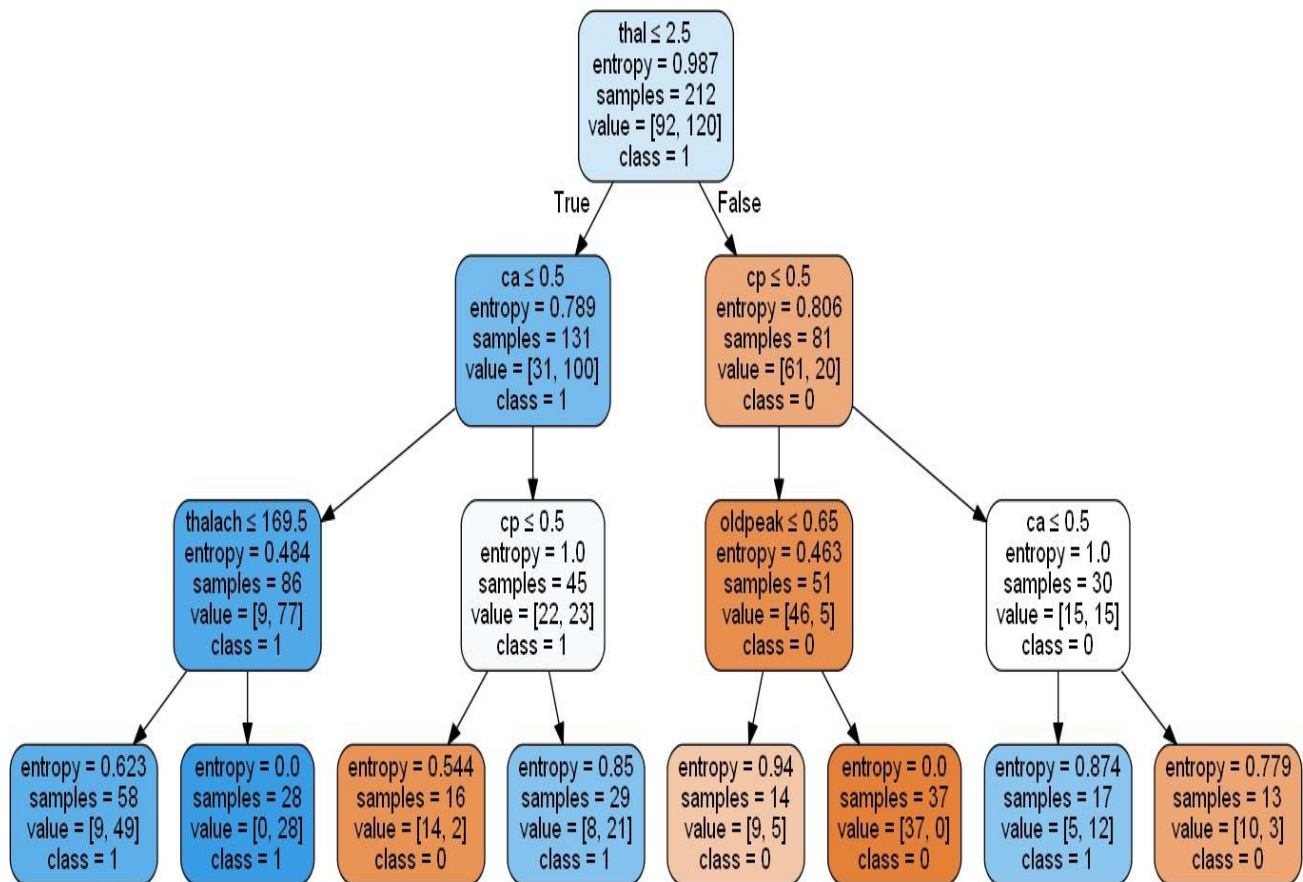 thal ≤ 2.5
entropy = 0.987
samples = 212
value = [92, 120]
class = 1
True
False
ca ≤ 0.5
entropy = 0.789
samples = 131
value = [31, 100]
class = 1
cp ≤ 0.5
entropy = 0.806
samples = 81
value = [61, 20]
class = 0
thalach ≤ 169.5
entropy = 0.484
samples = 86
value = [9, 77]
class = 1
cp ≤ 0.5
entropy = 1.0
samples = 45
value = [22, 23]
class = 1
oldpeak ≤ 0.65
entropy = 0.463
samples = 51
value = [46, 5]
class = 0
ca ≤ 0.5
entropy = 1.0
samples = 30
value = [15, 15]
class = 0
entropy = 0.623
samples = 58
value = [9, 49]
class = 1
entropy = 0.0
samples = 28
value = [0, 28]
class = 1
entropy = 0.544
samples = 16
value = [14, 2]
class = 0
entropy = 0.85
samples = 29
value = [8, 21]
class = 1
entropy = 0.94
samples = 14
value = [9, 5]
class = 0
entropy = 0.0
samples = 37
value = [37, 0]
class = 0
entropy = 0.874
samples = 17
value = [5, 12]
class = 1
entropy = 0.779
samples = 13
value = [10, 3]
class = 0